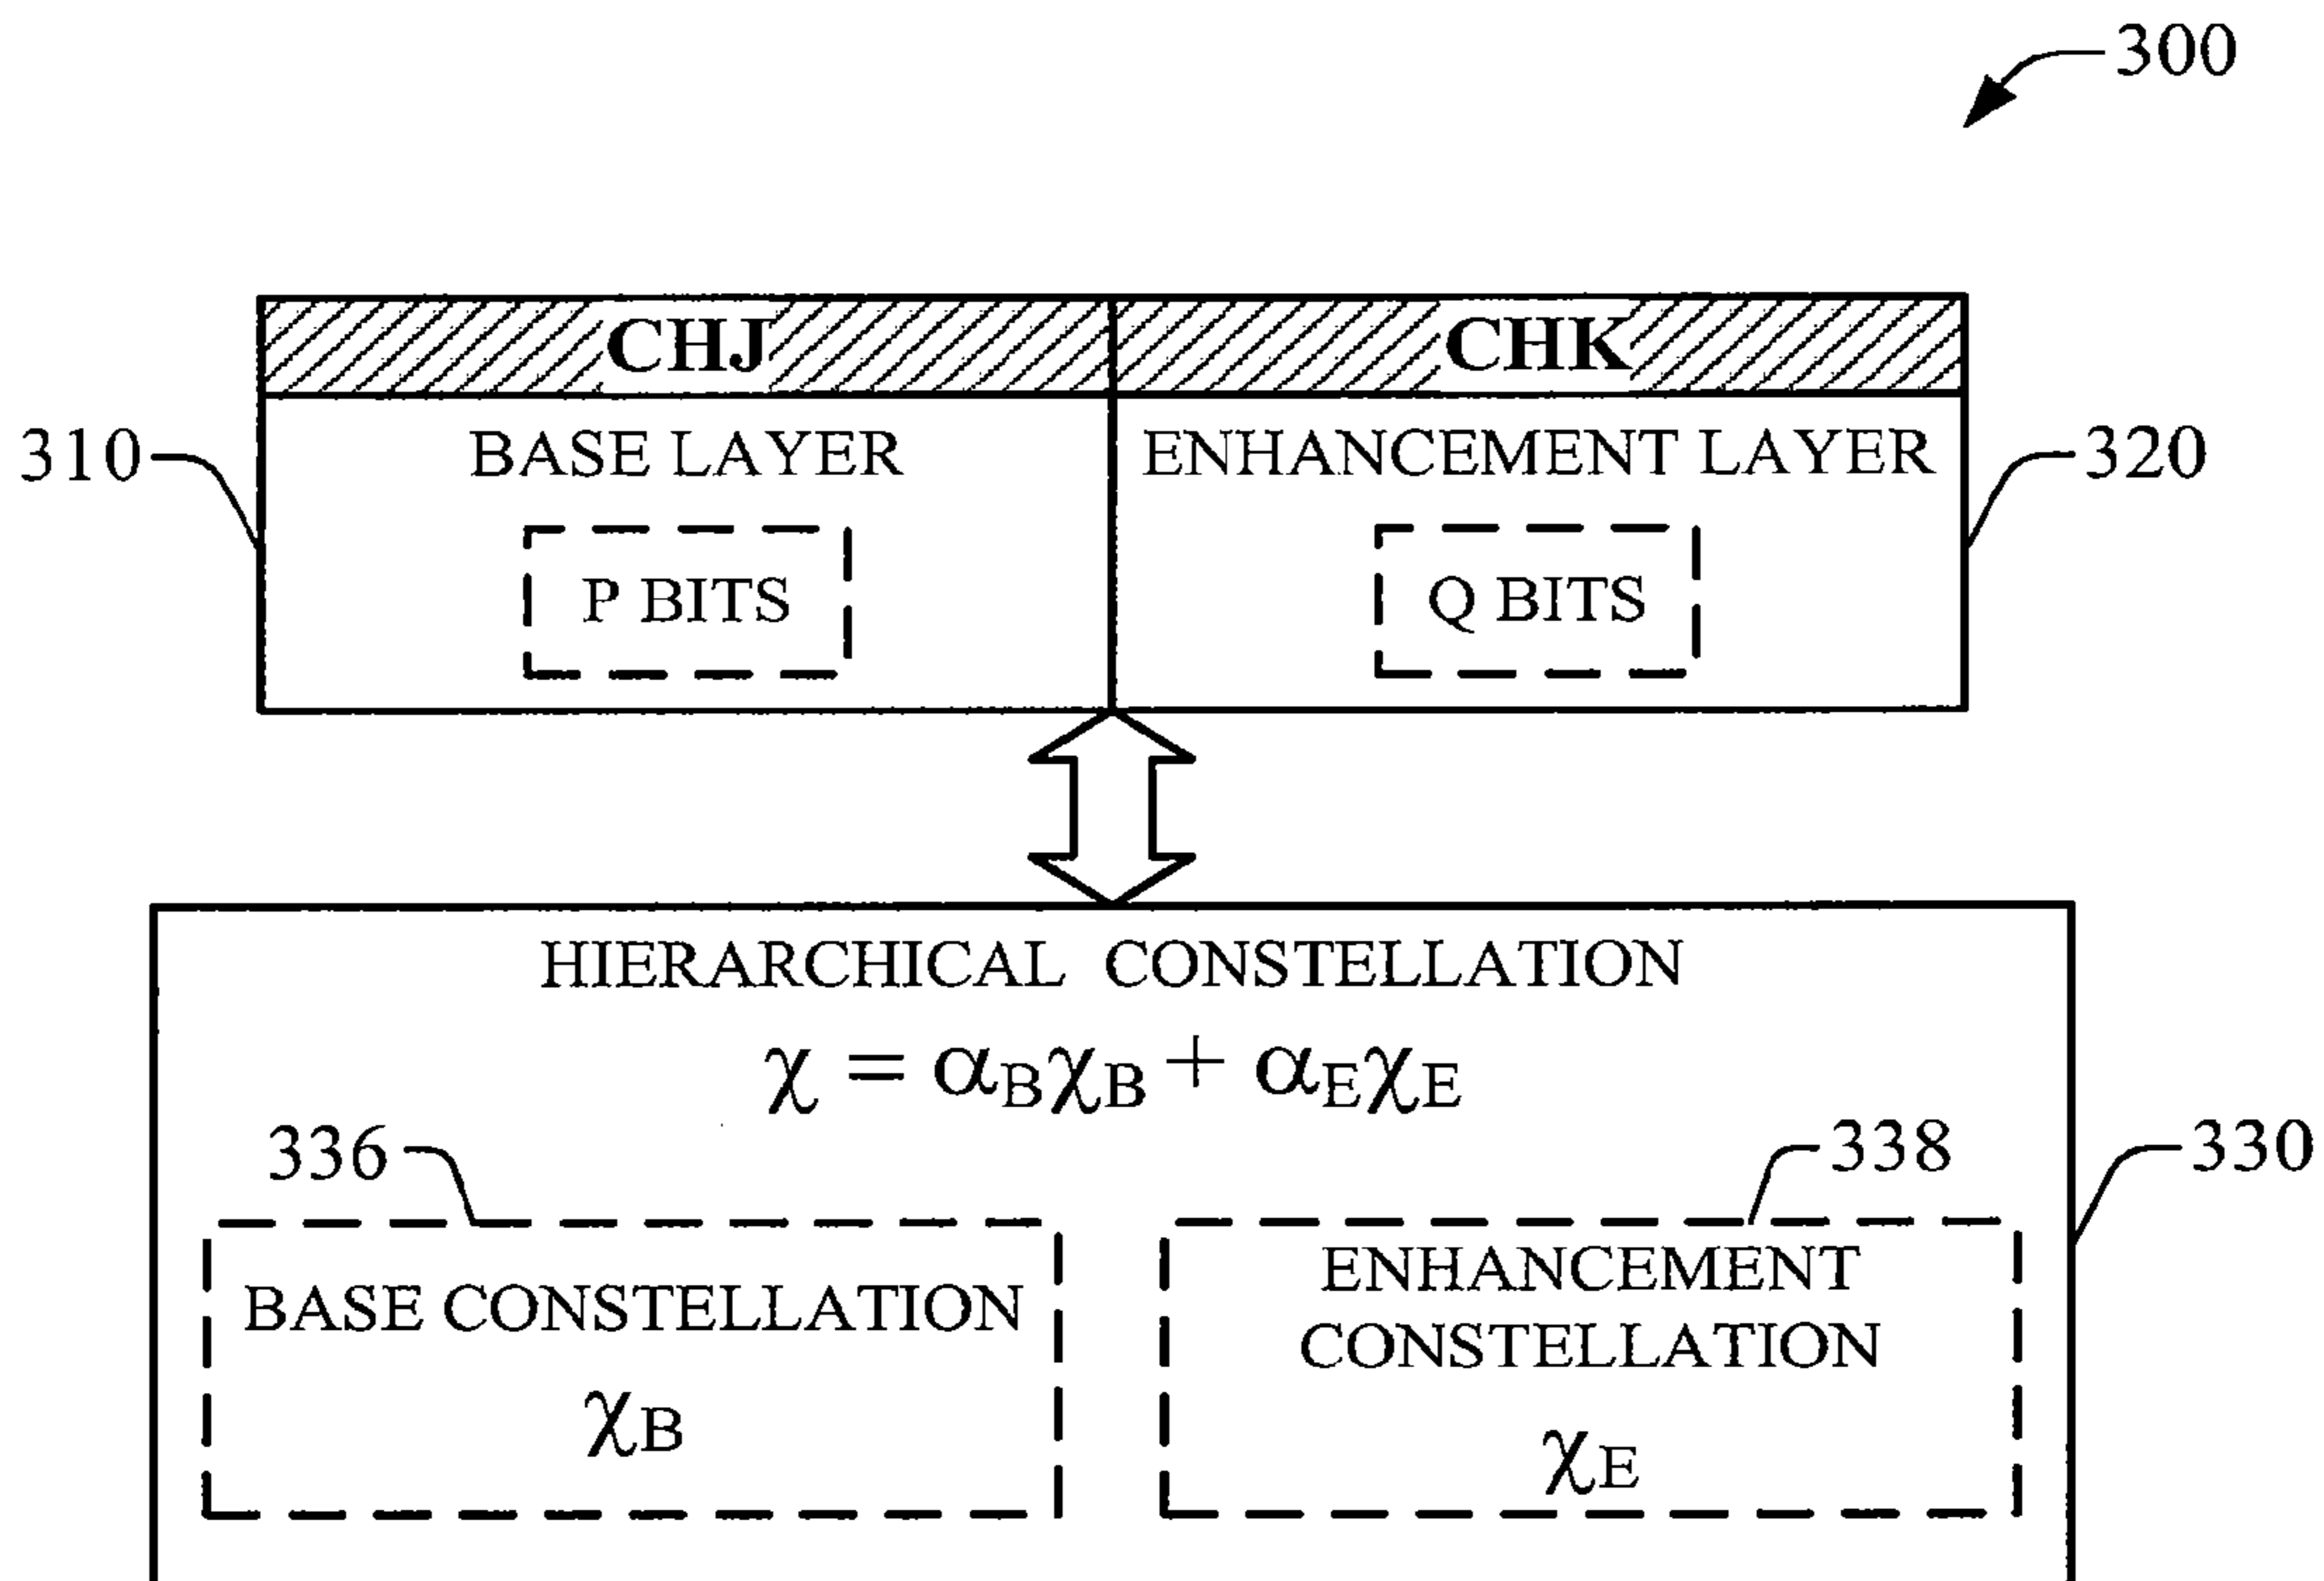 300
CHJ CHK
310 BASE LAYER ENHANCEMENT LAYER 320
P BITS Q BITS
HIERARCHICAL CONSTELLATION
χ = α_Bχ_B + α_Eχ_E
336 338 330
BASE CONSTELLATION
χ_B
ENHANCEMENT
CONSTELLATION
χ_E